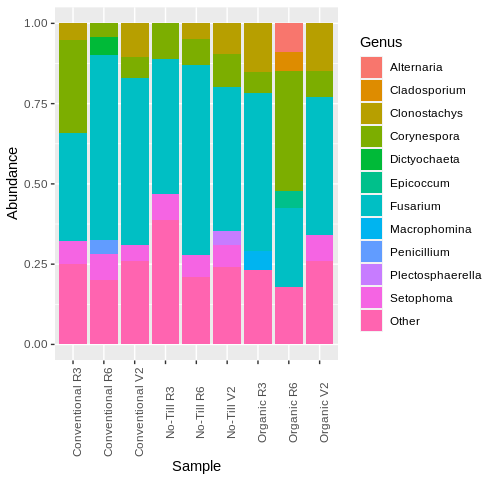 1.00
0.75
0.50
0.25
0.00
Abundance
Conventional R3
Conventional R6
Conventional V2
No-Till R3
No-Till R6
No-Till V2
Organic R3
Organic R6
Organic V2
Sample
Genus
Alternaria
Cladosporium
Clonostachys
Corynespora
Dictyochaeta
Epicoccum
Fusarium
Macrophomina
Penicillium
Plectosphaerella
Setophoma
Other